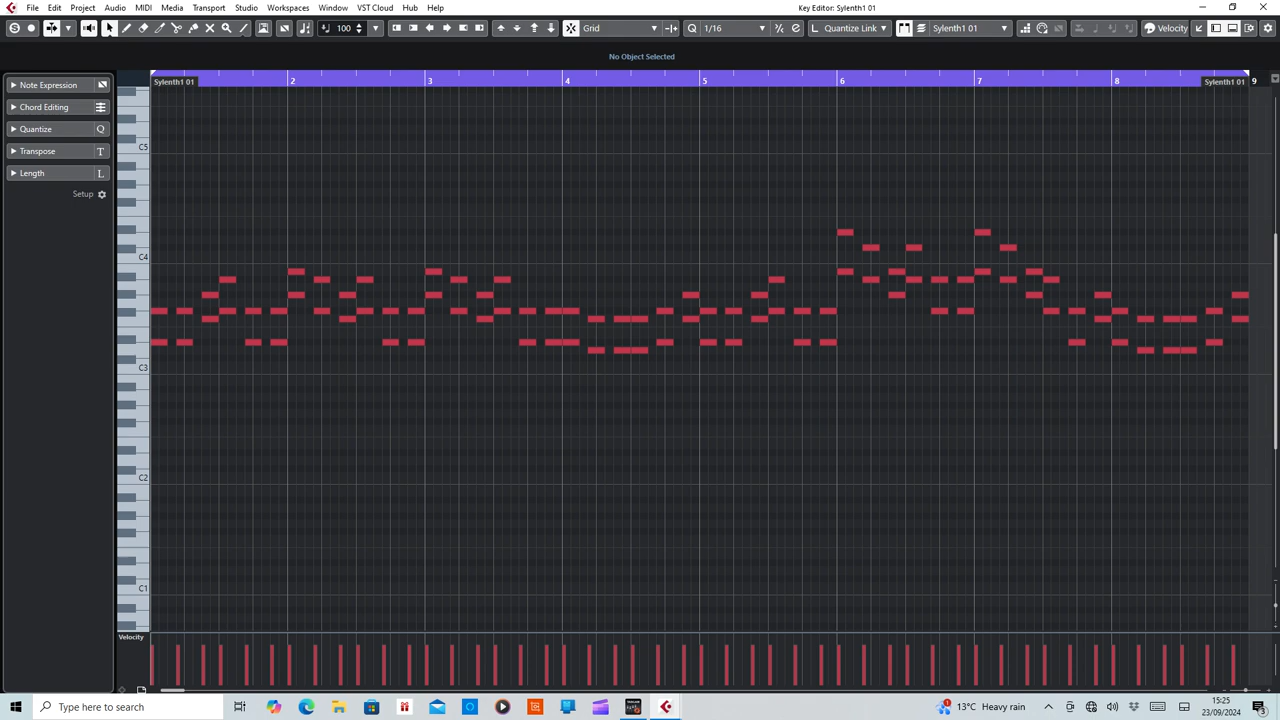 File Edit Project Audio MIDI Media Transport Studio Workspaces Window VST Cloud Hub Help
Key Editor: Sylenth1 01
S 100 Grid Q 1/16 Quantize Link Sylenth1 01 Velocity
No Object Selected
2 3 4 5 6 7 8 9
Sylenth1 01 Sylenth1 01
Note Expression
Chord Editing
Quantize Q
Transpose T
Length L
Setup
C5
C4
C3
C2
C1
Velocity
Type here to search
13°C Heavy rain
15:25
23/09/2024